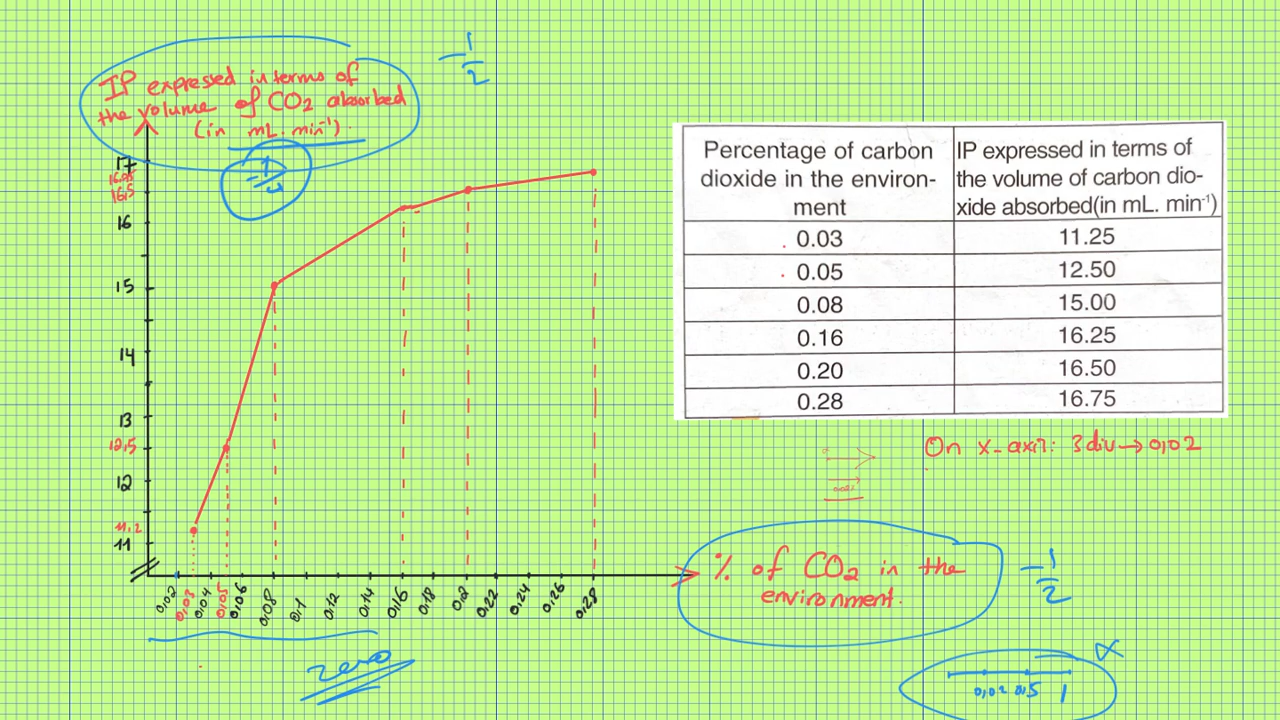 IP expressed in terms of
the volume of CO2 absorbed
(in mL. min⁻¹).
-1/2
17
16.5
16
15
14
13
12,5
12
11,2
11
0,02
0,03
0,04
0,05
0,06
0,08
0,1
0,12
0,14
0,16
0,18
0,2
0,22
0,24
0,26
0,28
zero
Percentage of carbon
dioxide in the environ-
ment
IP expressed in terms of
the volume of carbon dio-
xide absorbed(in mL. min⁻¹)
0.03 11.25
0.05 12.50
0.08 15.00
0.16 16.25
0.20 16.50
0.28 16.75
On x-axis: 3div→0,02
% of CO2 in the
environment.
-1/2
0,02 0,5 1